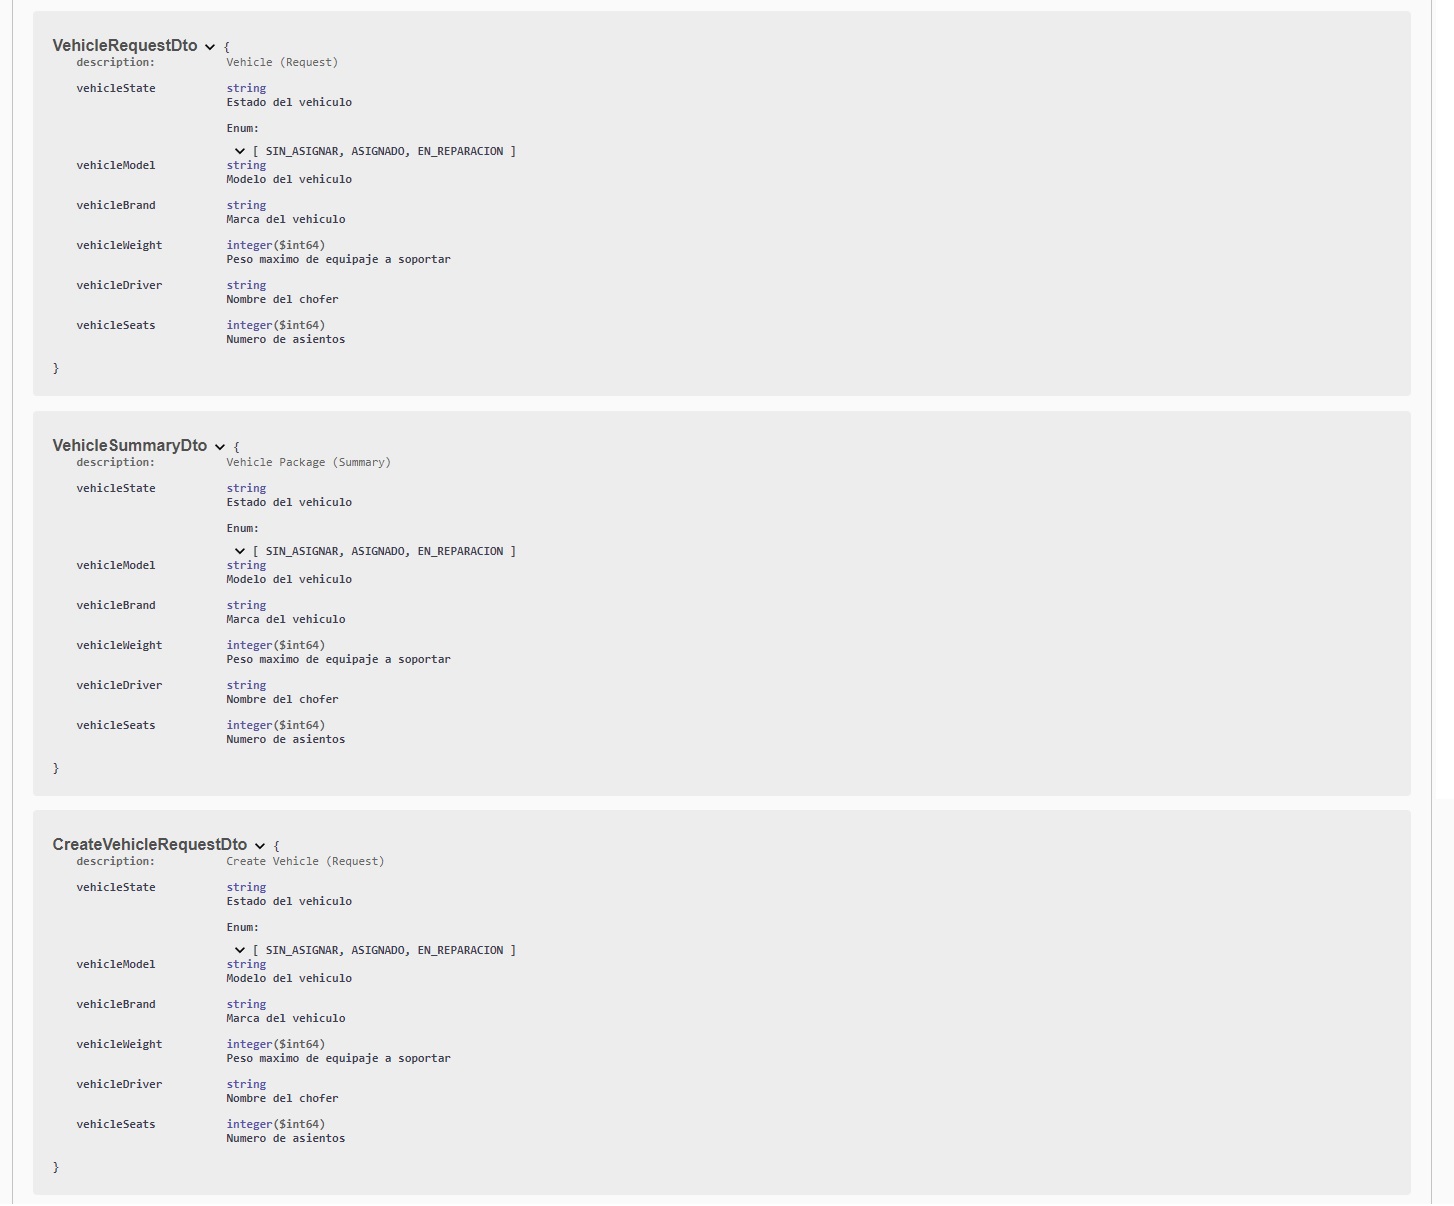 VehicleRequestDto {
description: Vehicle (Request)
vehicleState string
Estado del vehiculo
Enum:
[ SIN_ASIGNAR, ASIGNADO, EN_REPARACION ]
vehicleModel string
Modelo del vehiculo
vehicleBrand string
Marca del vehiculo
vehicleWeight integer($int64)
Peso maximo de equipaje a soportar
vehicleDriver string
Nombre del chofer
vehicleSeats integer($int64)
Numero de asientos
}
VehicleSummaryDto {
description: Vehicle Package (Summary)
vehicleState string
Estado del vehiculo
Enum:
[ SIN_ASIGNAR, ASIGNADO, EN_REPARACION ]
vehicleModel string
Modelo del vehiculo
vehicleBrand string
Marca del vehiculo
vehicleWeight integer($int64)
Peso maximo de equipaje a soportar
vehicleDriver string
Nombre del chofer
vehicleSeats integer($int64)
Numero de asientos
}
CreateVehicleRequestDto {
description: Create Vehicle (Request)
vehicleState string
Estado del vehiculo
Enum:
[ SIN_ASIGNAR, ASIGNADO, EN_REPARACION ]
vehicleModel string
Modelo del vehiculo
vehicleBrand string
Marca del vehiculo
vehicleWeight integer($int64)
Peso maximo de equipaje a soportar
vehicleDriver string
Nombre del chofer
vehicleSeats integer($int64)
Numero de asientos
}